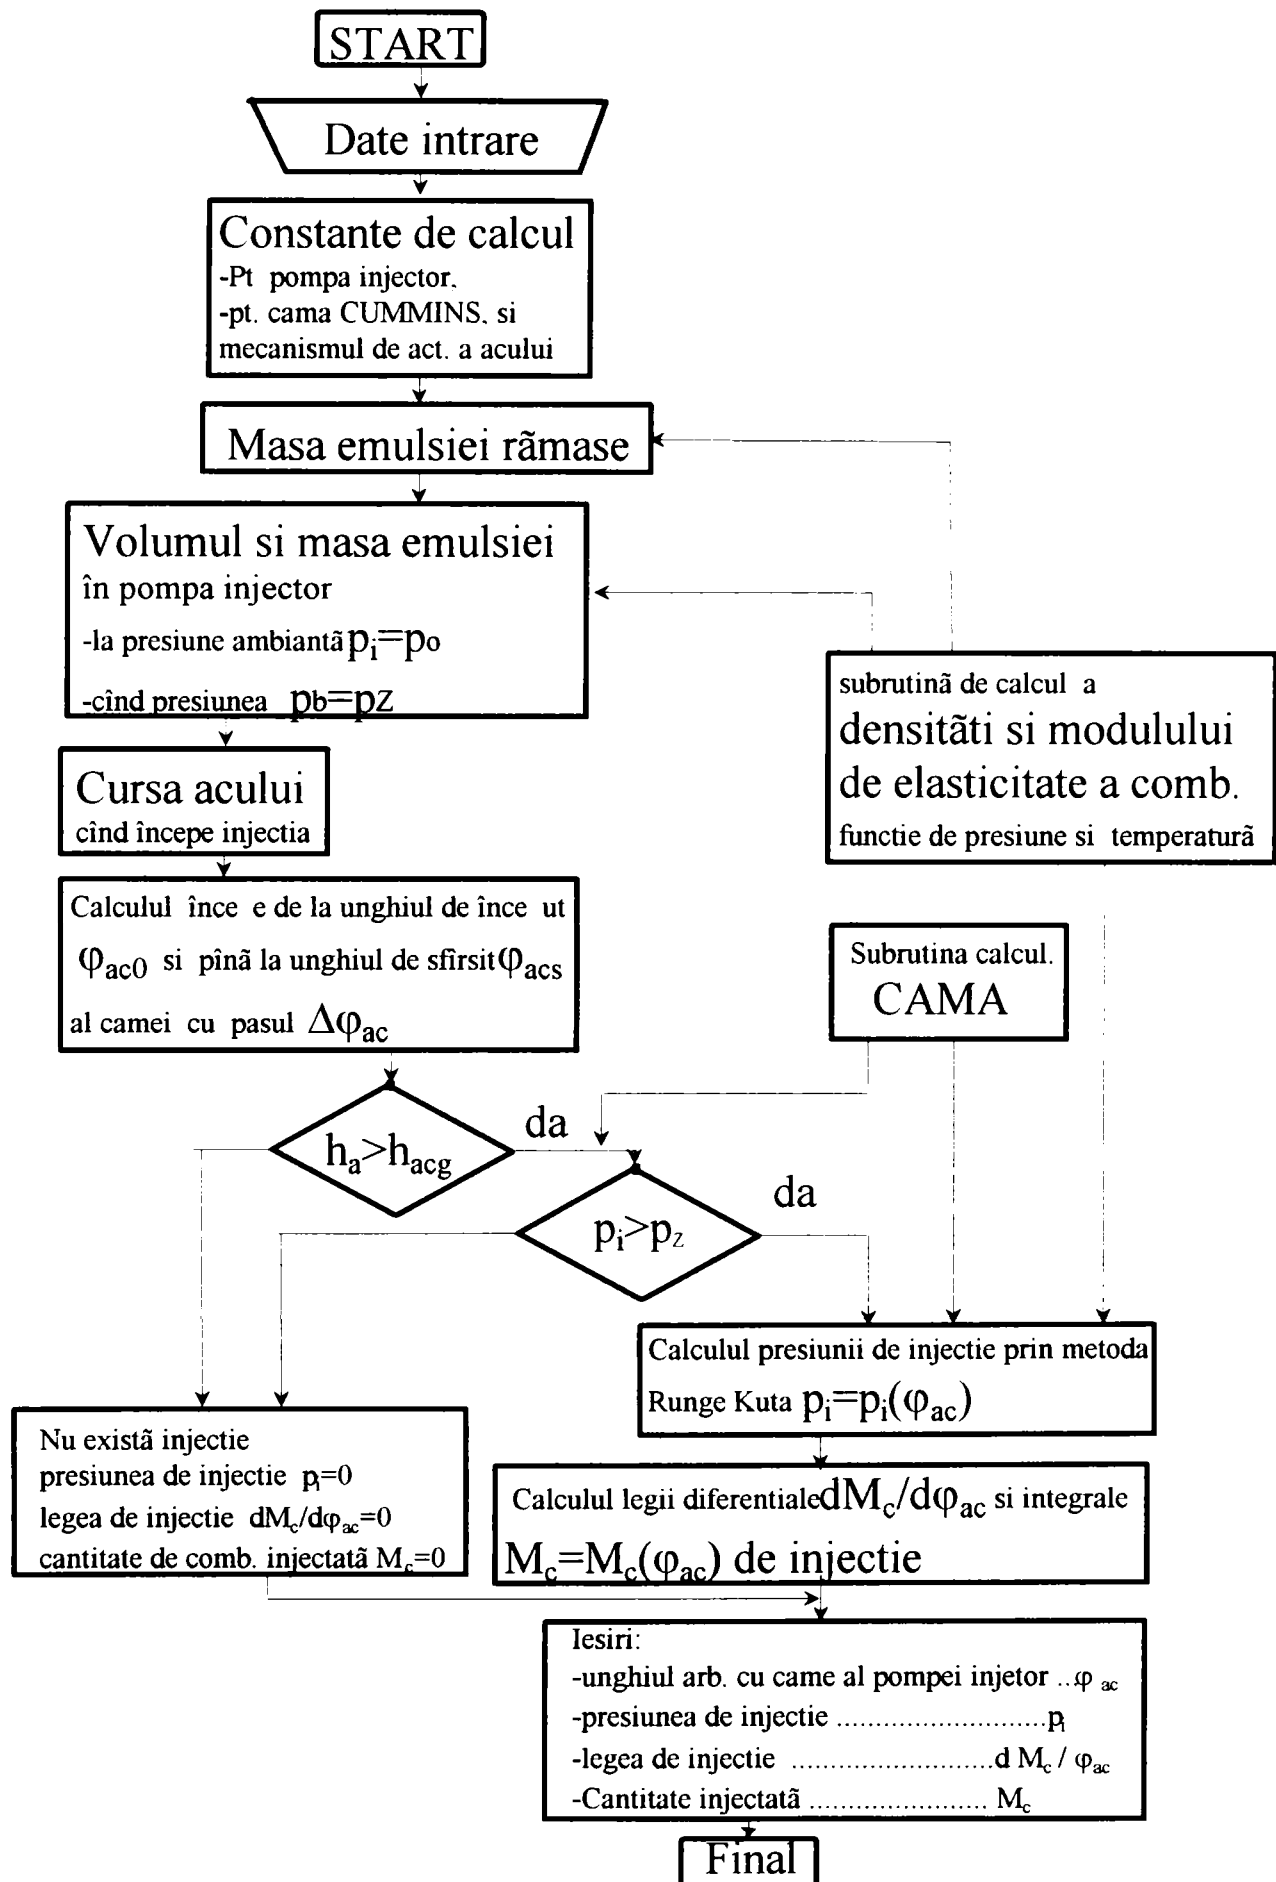 START
Date intrare
Constante de calcul
-Pt pompa injector,
-pt. cama CUMMINS, si
mecanismul de act. a acului
Masa emulsiei rãmase
Volumul si masa emulsiei
în pompa injector
-la presiune ambiantã pi=po
-cînd presiunea pb=pz
subrutinã de calcul a
densitãti si modulului
de elasticitate a comb.
functie de presiune si temperaturã
Cursa acului
cînd începe injectia
Calculul înce e de la unghiul de înce ut
φac0 si pînã la unghiul de sfîrsit φacs
al camei cu pasul Δφac
Subrutina calcul.
CAMA
ha>hacg
da
pi>pz
da
Calculul presiunii de injectie prin metoda
Runge Kuta pi=pi(φac)
Nu existã injectie
presiunea de injectie pi=0
legea de injectie dMc/dφac=0
cantitate de comb. injectatã Mc=0
Calculul legii diferentiale dMc/dφac si integrale
Mc=Mc(φac) de injectie
Iesiri:
-unghiul arb. cu came al pompei injetor ..φ ac
-presiunea de injectie ..........................pi
-legea de injectie ........................d Mc / φac
-Cantitate injectatã ..................... Mc
Final